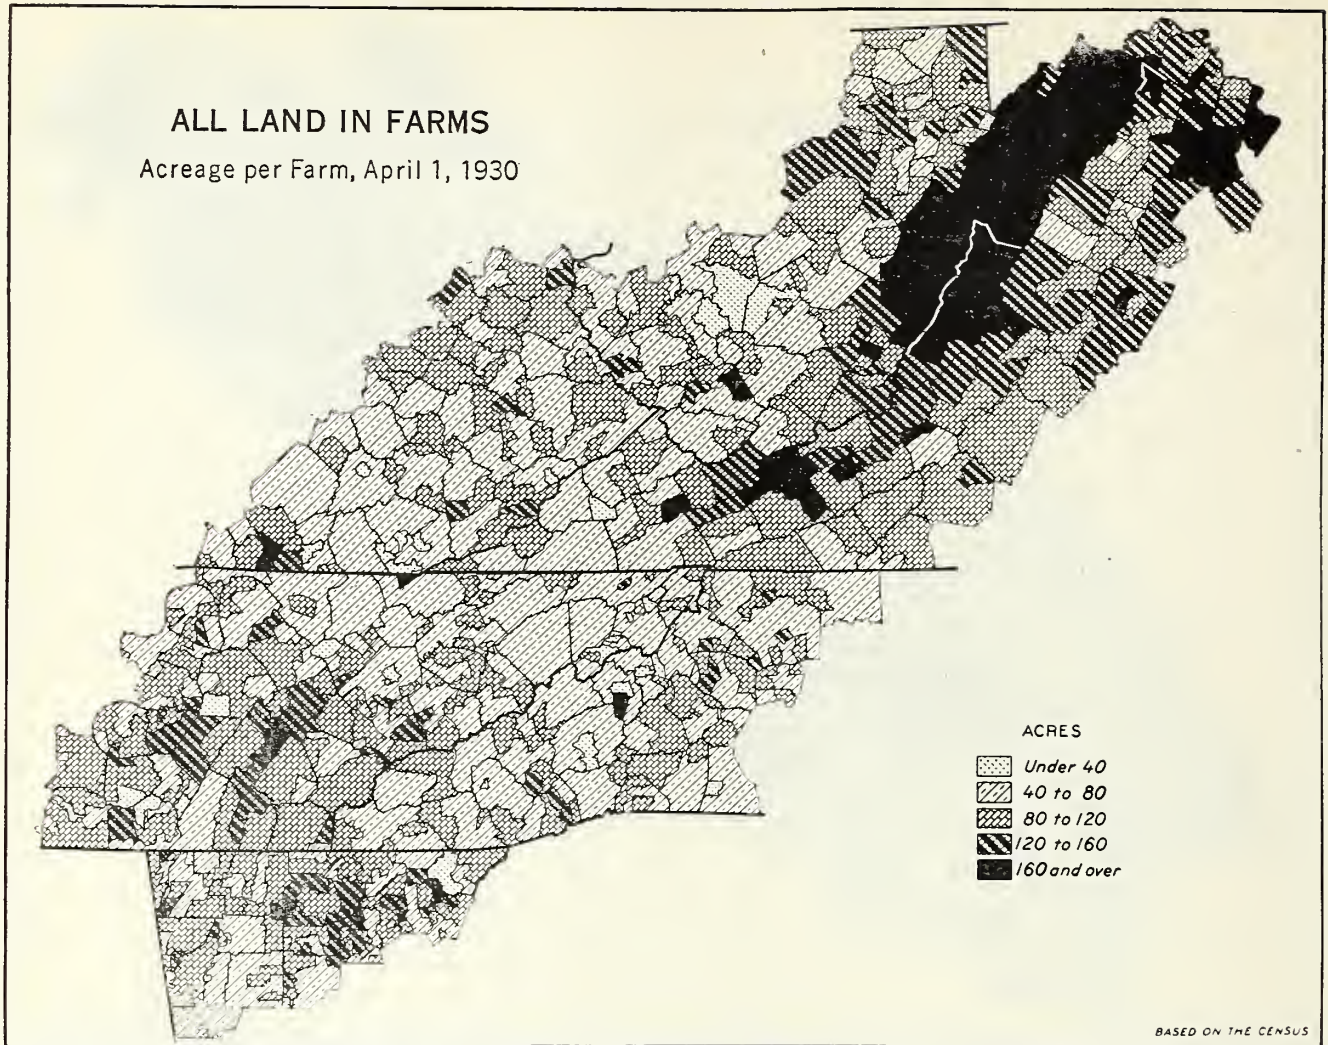 ALL LAND IN FARMS
Acreage per Farm, April 1, 1930
ACRES
Under 40
40 to 80
80 to 120
120 to 160
160 and over
BASED ON THE CENSUS